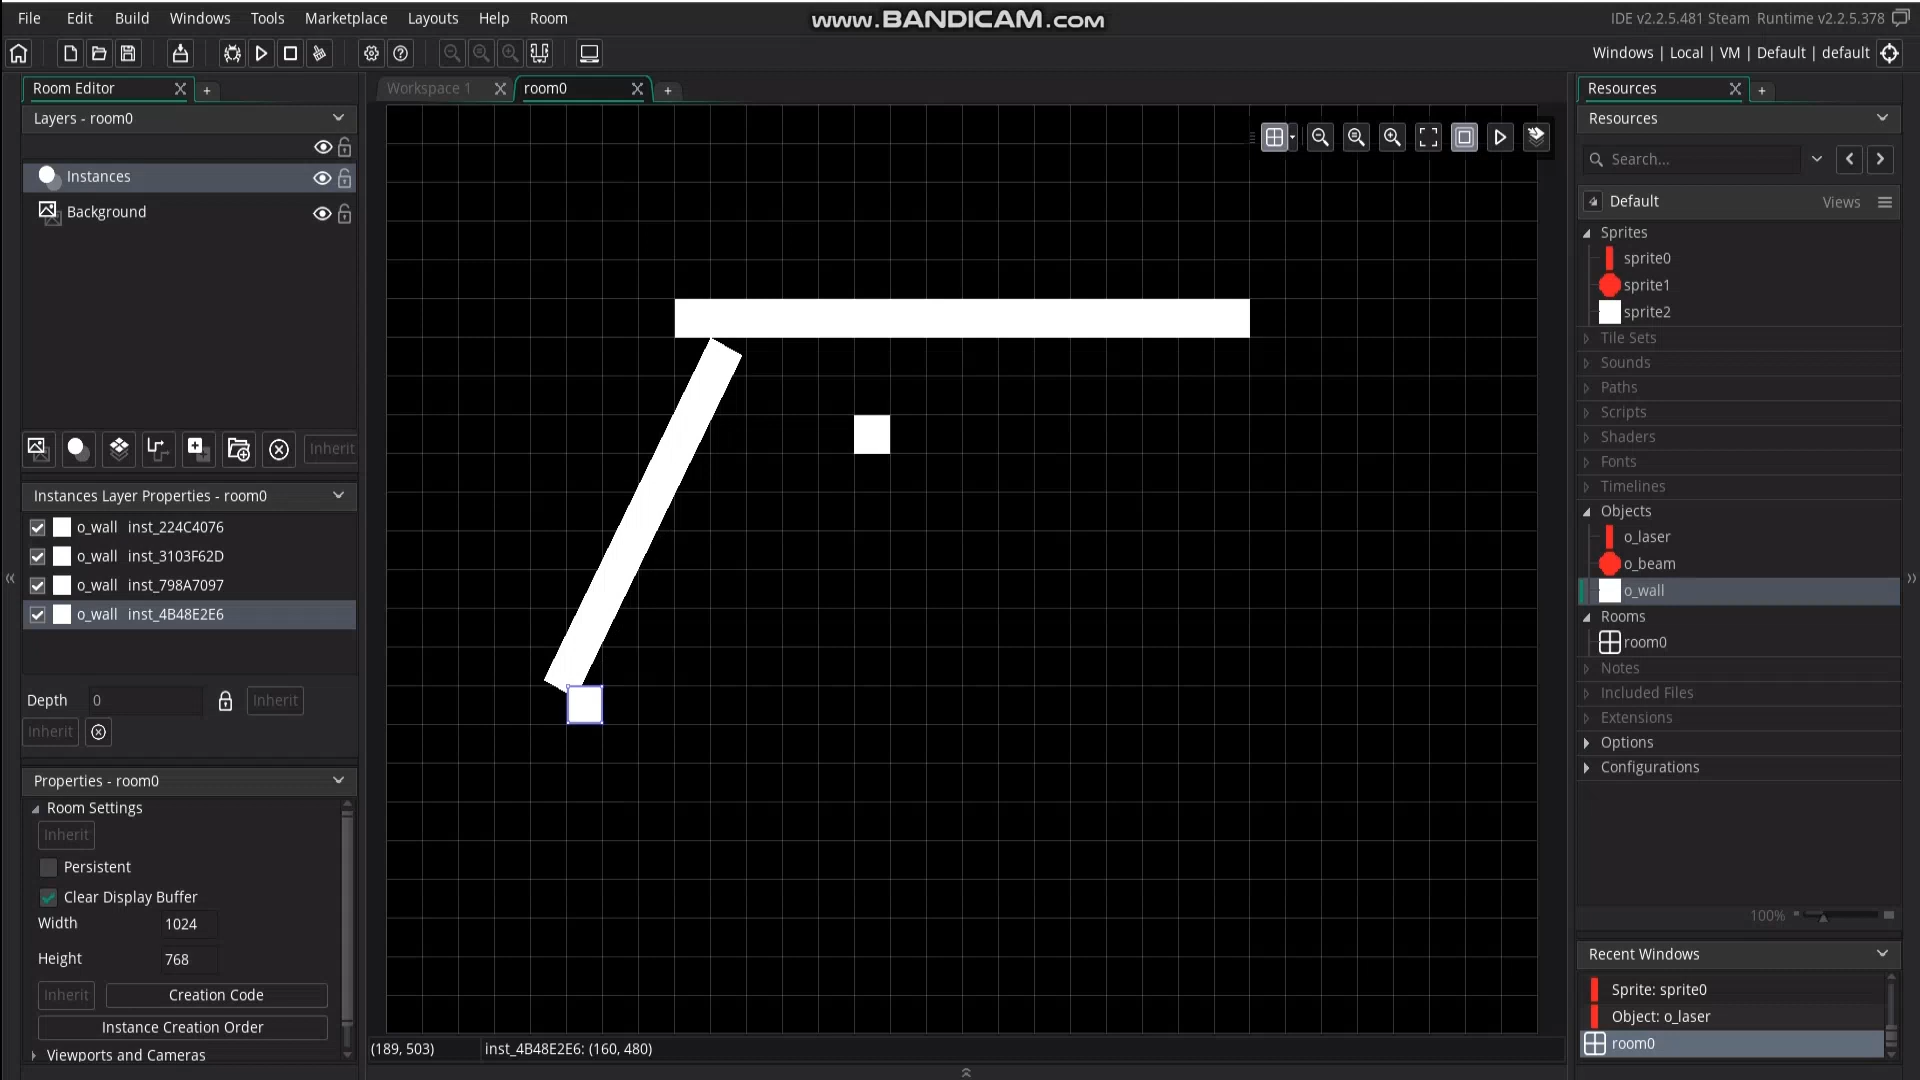 File Edit Build Windows Tools Marketplace Layouts Help Room
www.BANDICAM.com
IDE v2.2.5.481 Steam Runtime v2.2.5.378
Windows | Local | VM | Default | default
Room Editor
Workspace 1
room0
Resources
Layers - room0
Resources
Search...
Instances
Background
Default
Views
Sprites
sprite0
sprite1
sprite2
Tile Sets
Sounds
Paths
Scripts
Shaders
Fonts
Timelines
Objects
o_laser
o_beam
o_wall
Rooms
room0
Notes
Included Files
Extensions
Options
Configurations
100%
Inherit
Instances Layer Properties - room0
o_wall inst_224C4076
o_wall inst_3103F62D
o_wall inst_798A7097
o_wall inst_4B48E2E6
Depth 0 Inherit
Inherit
Properties - room0
Room Settings
Inherit
Persistent
Clear Display Buffer
Width 1024
Height 768
Inherit Creation Code
Instance Creation Order
Viewports and Cameras
(189, 503)
inst_4B48E2E6: (160, 480)
Recent Windows
Sprite: sprite0
Object: o_laser
room0